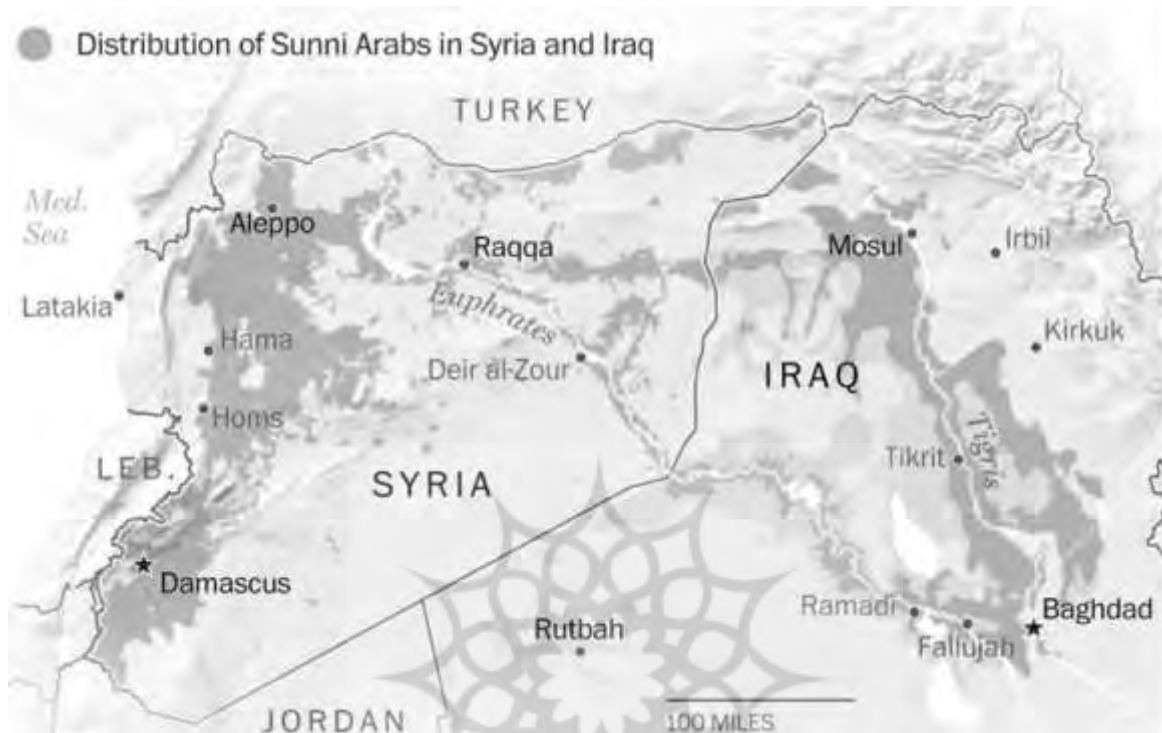 Distribution of Sunni Arabs in Syria and Iraq
TURKEY
Med.
Sea
Aleppo
Raqqa
Mosul
Irbil
Latakia
Euphrates
Hama
Deir al-Zour
IRAQ
Kirkuk
Homs
LEB.
SYRIA
Tikrit
Tigris
Damascus
Rutbah
Ramadi
Fallujah
Baghdad
JORDAN
100 MILES